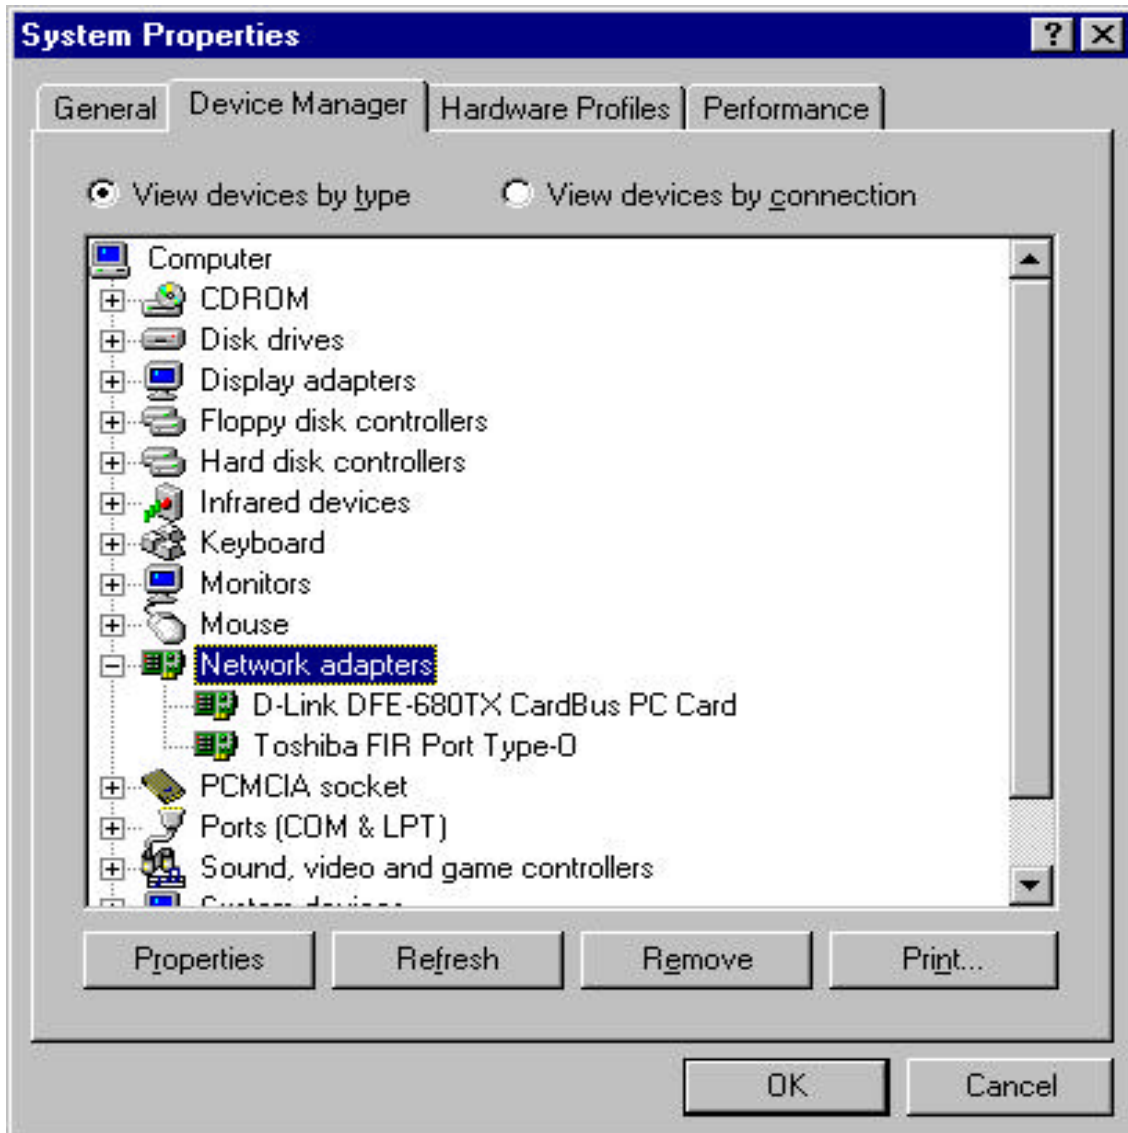 System Properties
General Device Manager Hardware Profiles Performance
View devices by type View devices by connection
Computer
CDROM
Disk drives
Display adapters
Floppy disk controllers
Hard disk controllers
Infrared devices
Keyboard
Monitors
Mouse
Network adapters
D-Link DFE-680TX CardBus PC Card
Toshiba FIR Port Type-O
PCMCIA socket
Ports (COM & LPT)
Sound, video and game controllers
System devices
Properties Refresh Remove Print...
OK Cancel